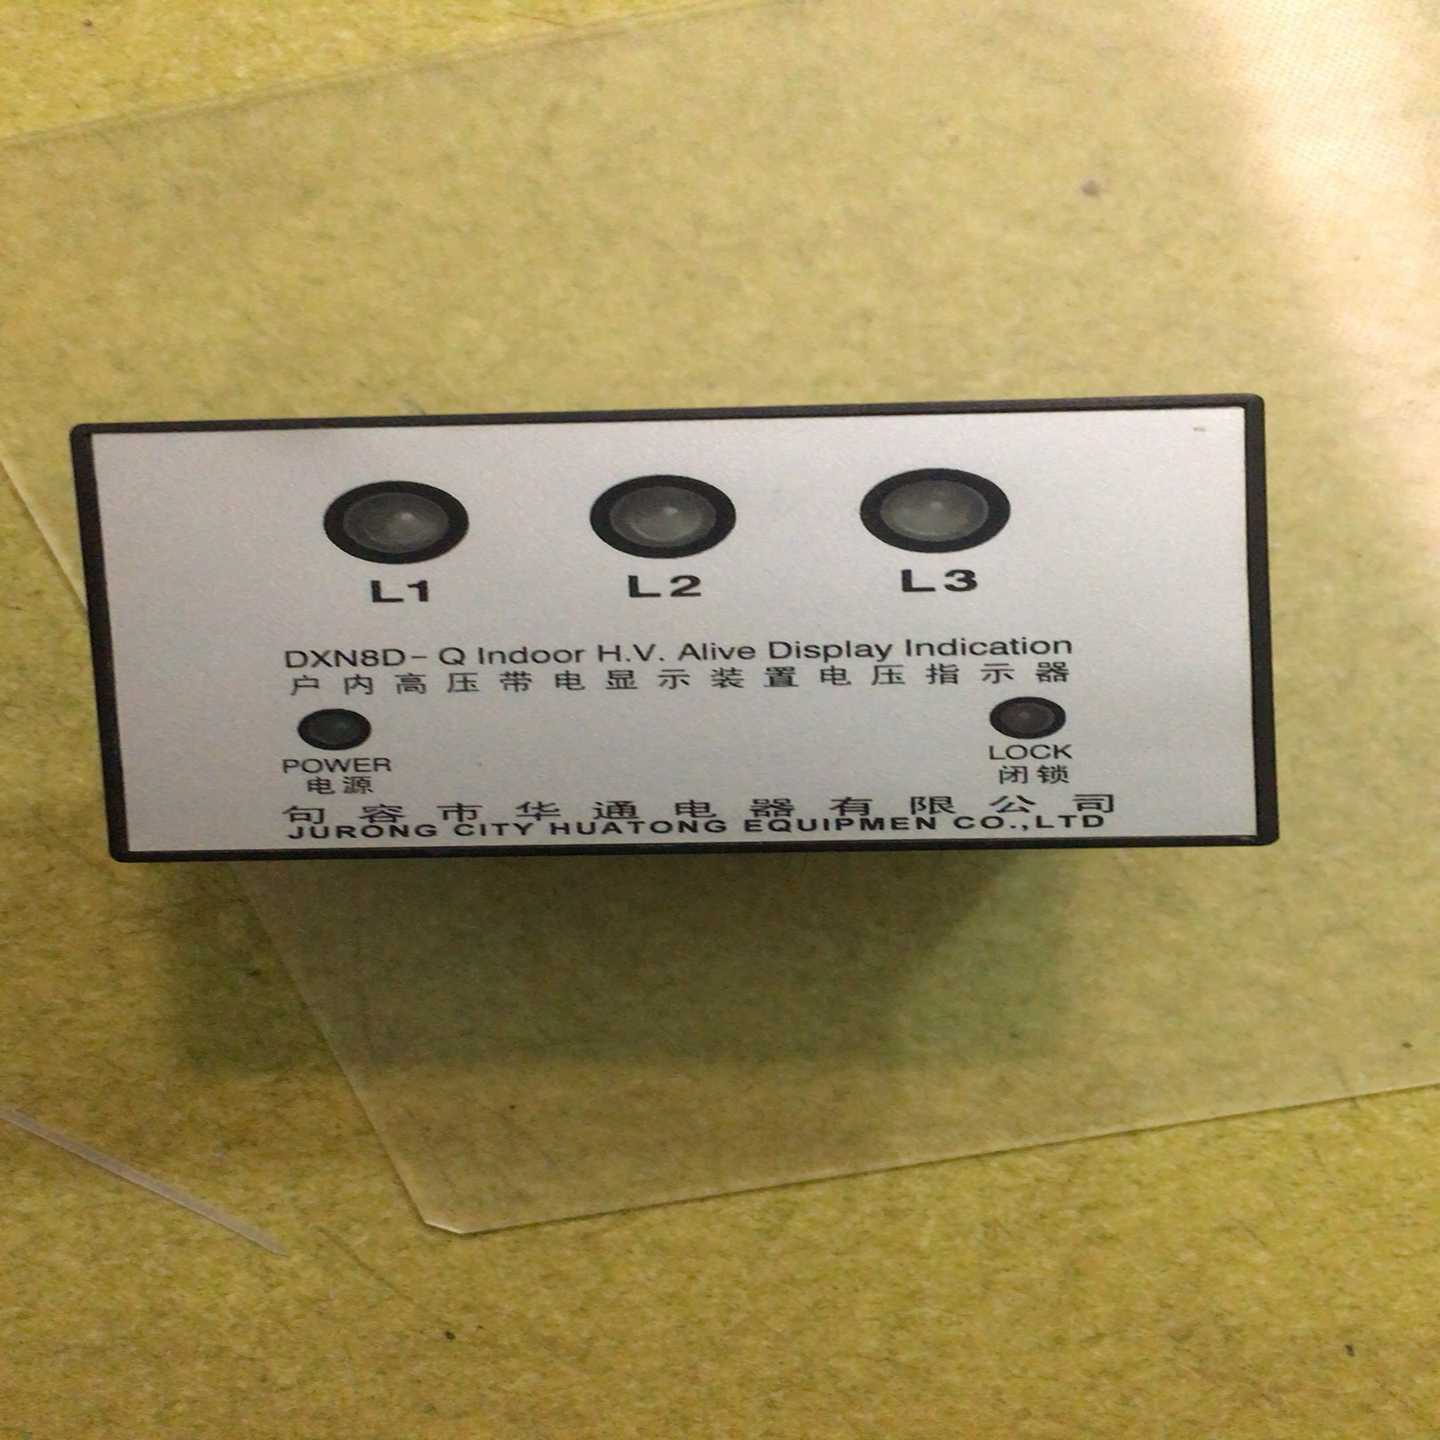 L1 L2 L3
DXN8D-Q Indoor H.V. Alive Display Indication
户内高压带电显示装置电压指示器
POWER LOCK
电源 闭锁
句容市华通电器有限公司
JURONG CITY HUATONG EQUIPMEN CO.,LTD